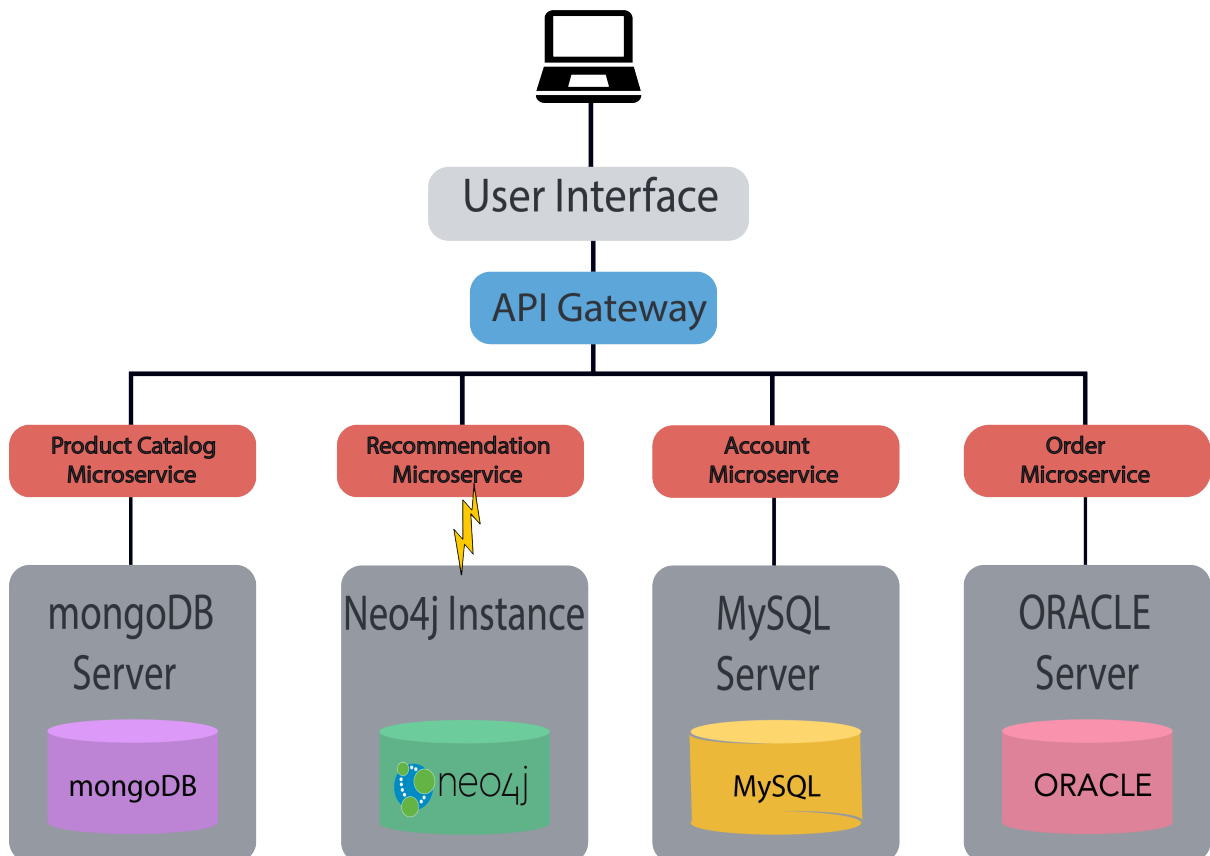 User Interface
API Gateway
Product Catalog
Microservice
Recommendation
Microservice
Account
Microservice
Order
Microservice
mongoDB
Server
mongoDB
Neo4j Instance
neo4j
MySQL
Server
MySQL
ORACLE
Server
ORACLE